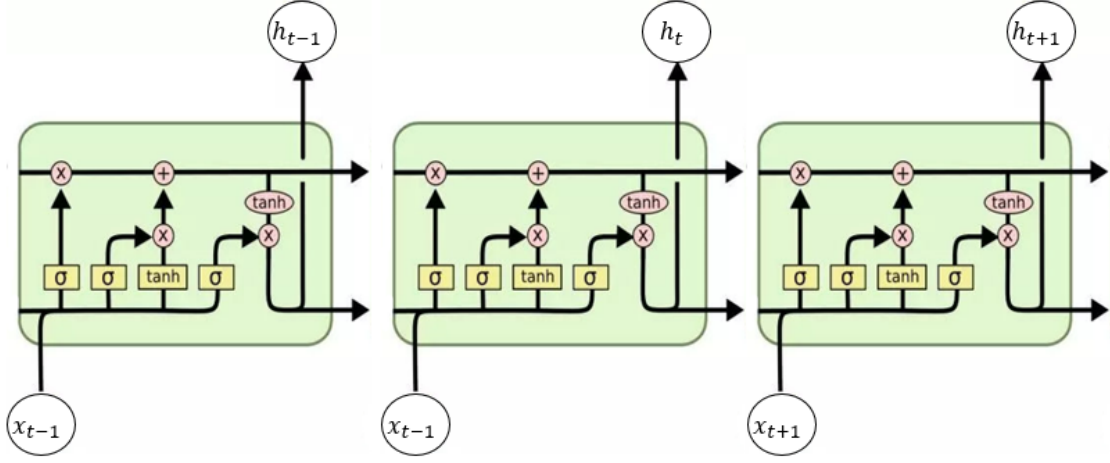 h_{t−1} h_t h_{t+1}
x x x
+ + +
tanh tanh tanh
x x x x x x
σ σ tanh σ σ σ tanh σ σ σ tanh σ
x_{t−1} x_{t−1} x_{t+1}